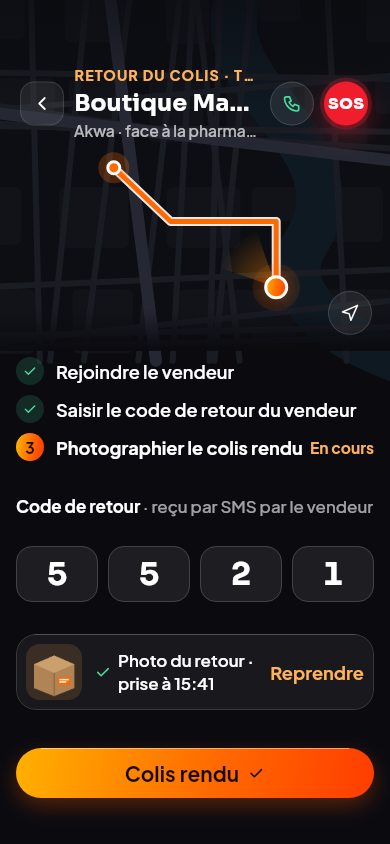 RETOUR DU COLIS · T…
Boutique Ma…
Akwa · face à la pharma…
SOS
Rejoindre le vendeur
Saisir le code de retour du vendeur
3 Photographier le colis rendu En cours
Code de retour · reçu par SMS par le vendeur
5 5 2 1
Photo du retour ·
prise à 15:41
Reprendre
Colis rendu